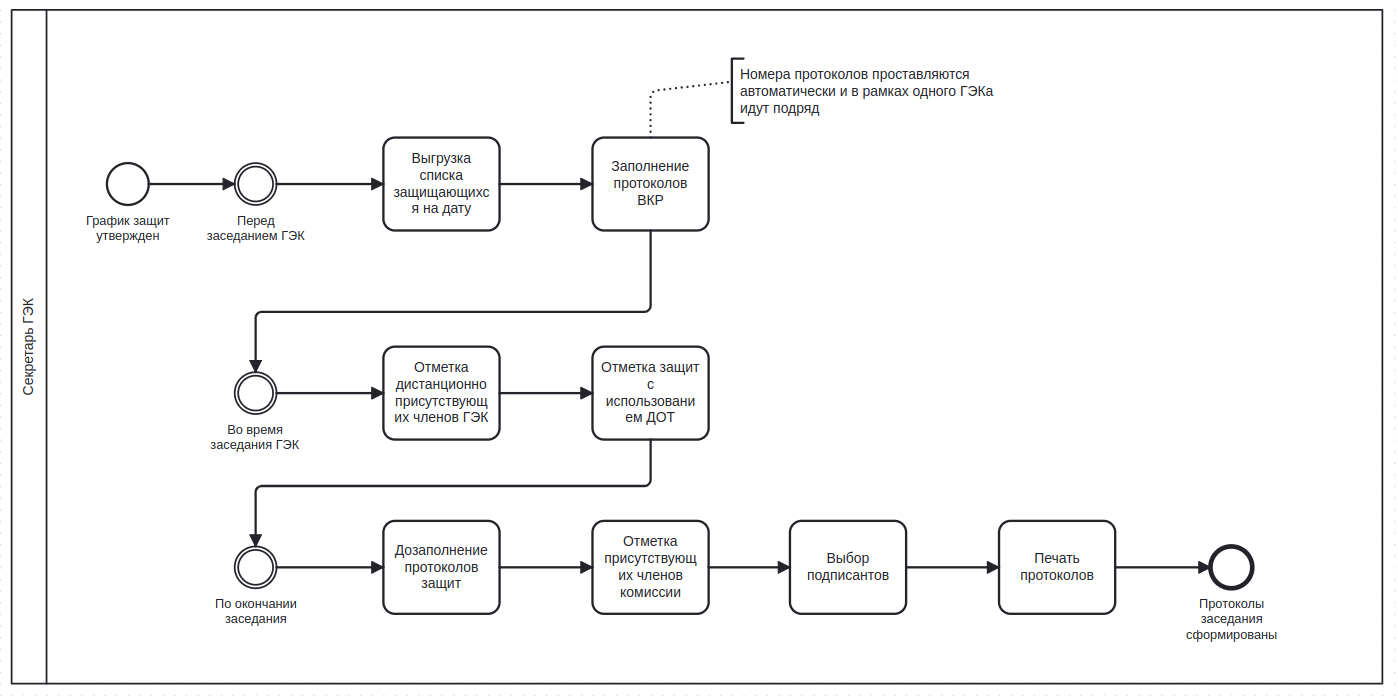 Секретарь ГЭК
Номера протоколов проставляются
автоматически и в рамках одного ГЭКа
идут подряд
График защит
утвержден
Перед
заседанием ГЭК
Выгрузка
списка
защищающихс
я на дату
Заполнение
протоколов
ВКР
Во время
заседания ГЭК
Отметка
дистанционно
присутствующ
их членов ГЭК
Отметка защит
с
использовани
ем ДОТ
По окончании
заседания
Дозаполнение
протоколов
защит
Отметка
присутствующ
их членов
комиссии
Выбор
подписантов
Печать
протоколов
Протоколы
заседания
сформированы